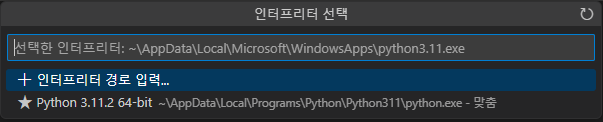 인터프리터 선택
선택한 인터프리터: ~\AppData\Local\Microsoft\WindowsApps\python3.11.exe
+ 인터프리터 경로 입력...
★ Python 3.11.2 64-bit ~\AppData\Local\Programs\Python\Python311\python.exe - 맞춤